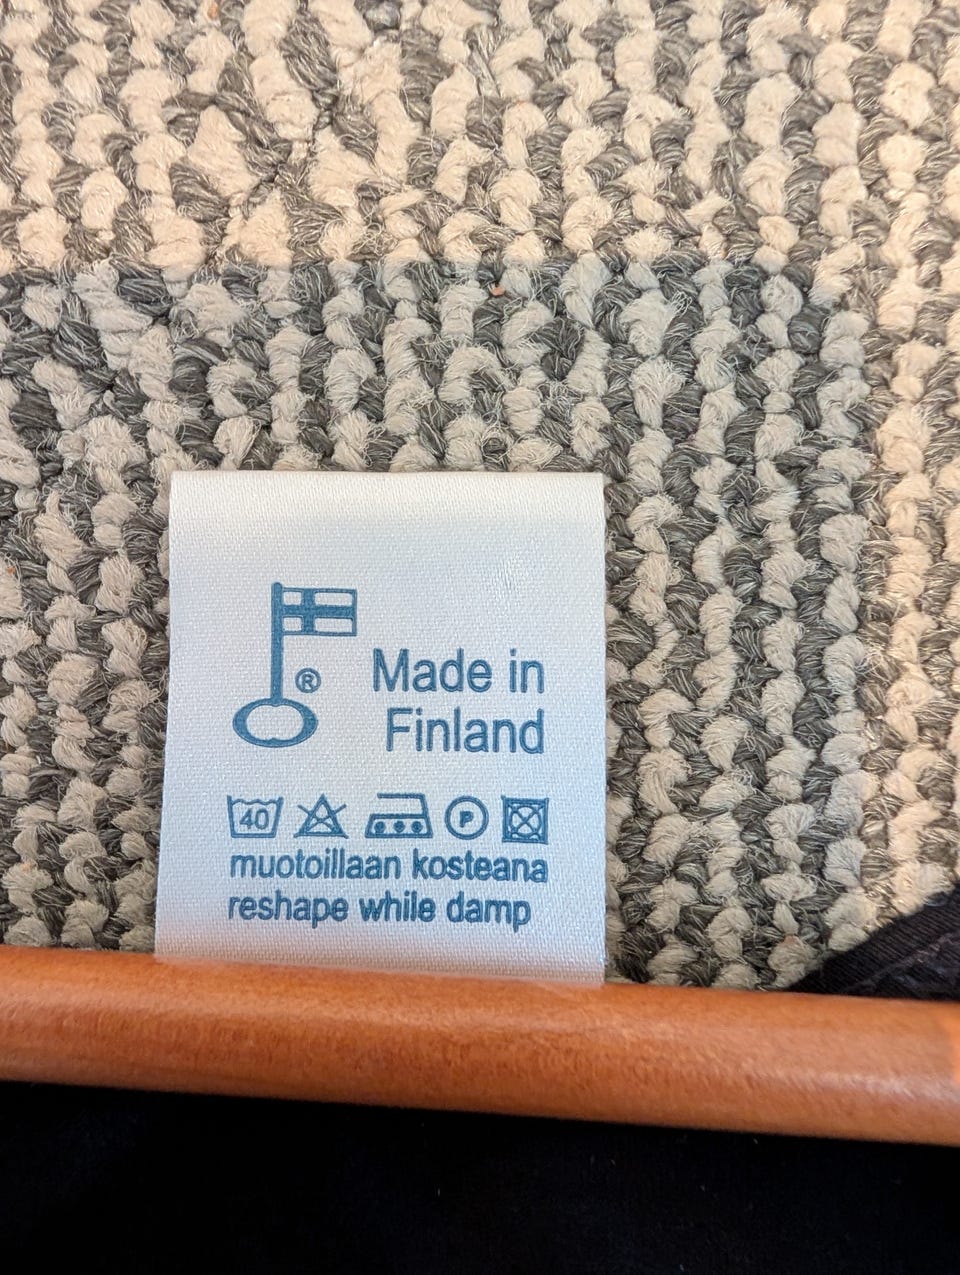 ®
Made in
Finland
40 P
muotoillaan kosteana
reshape while damp